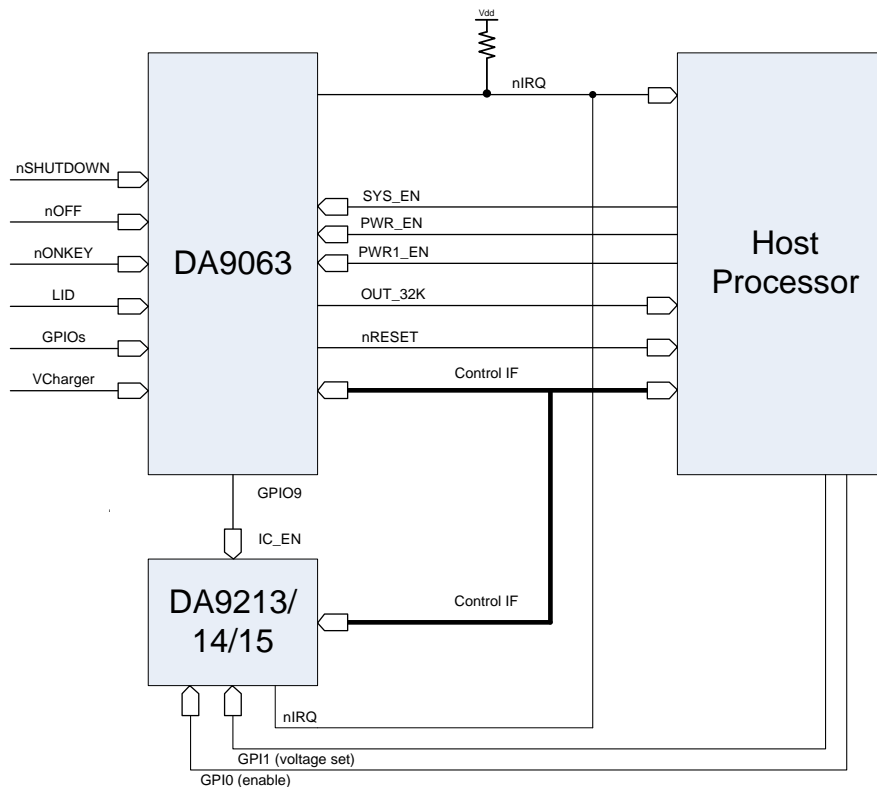 Vdd
nIRQ
nSHUTDOWN
SYS_EN
nOFF
PWR_EN
nONKEY
DA9063
PWR1_EN
Host
Processor
LID
OUT_32K
GPIOs
nRESET
VCharger
Control IF
GPIO9
IC_EN
DA9213/
14/15
Control IF
nIRQ
GPI1 (voltage set)
GPI0 (enable)